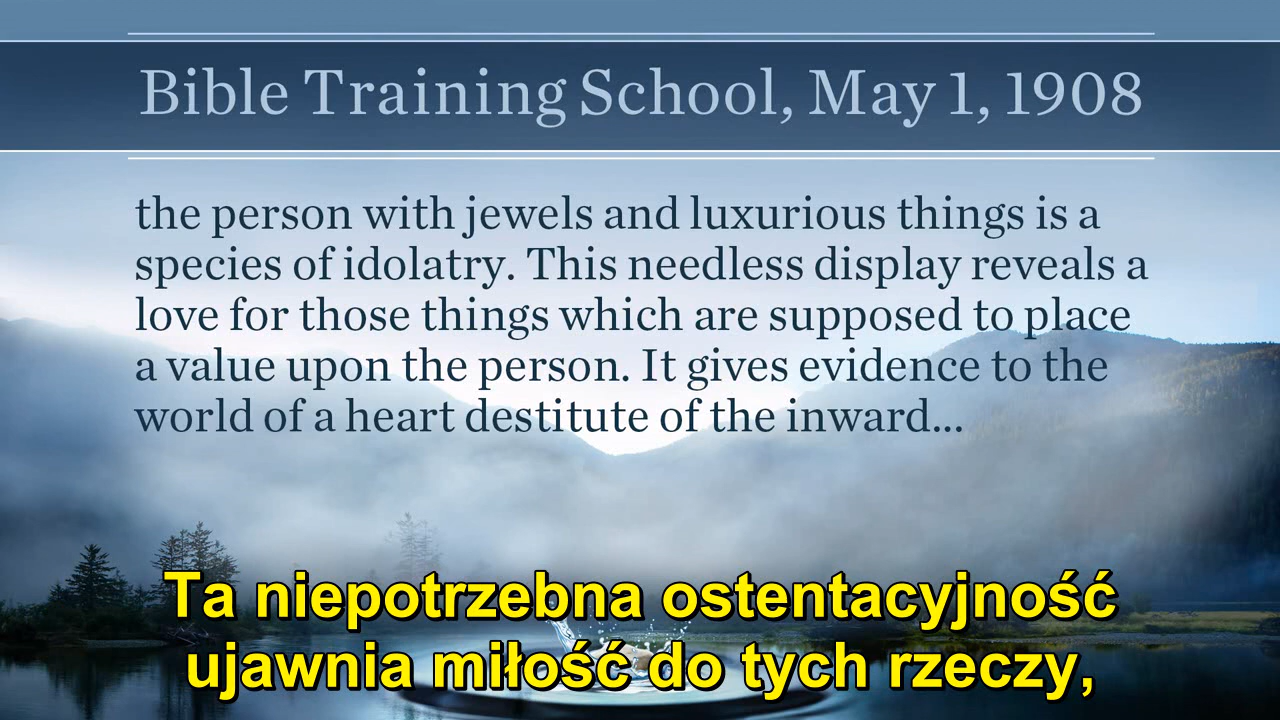 Bible Training School, May 1, 1908
the person with jewels and luxurious things is a
species of idolatry. This needless display reveals a
love for those things which are supposed to place
a value upon the person. It gives evidence to the
world of a heart destitute of the inward...
Ta niepotrzebna ostentacyjność
ujawnia miłość do tych rzeczy,